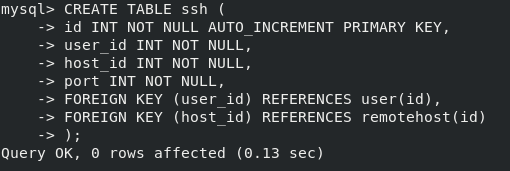 mysql> CREATE TABLE ssh (
    -> id INT NOT NULL AUTO_INCREMENT PRIMARY KEY,
    -> user_id INT NOT NULL,
    -> host_id INT NOT NULL,
    -> port INT NOT NULL,
    -> FOREIGN KEY (user_id) REFERENCES user(id),
    -> FOREIGN KEY (host_id) REFERENCES remotehost(id)
    -> );
Query OK, 0 rows affected (0.13 sec)